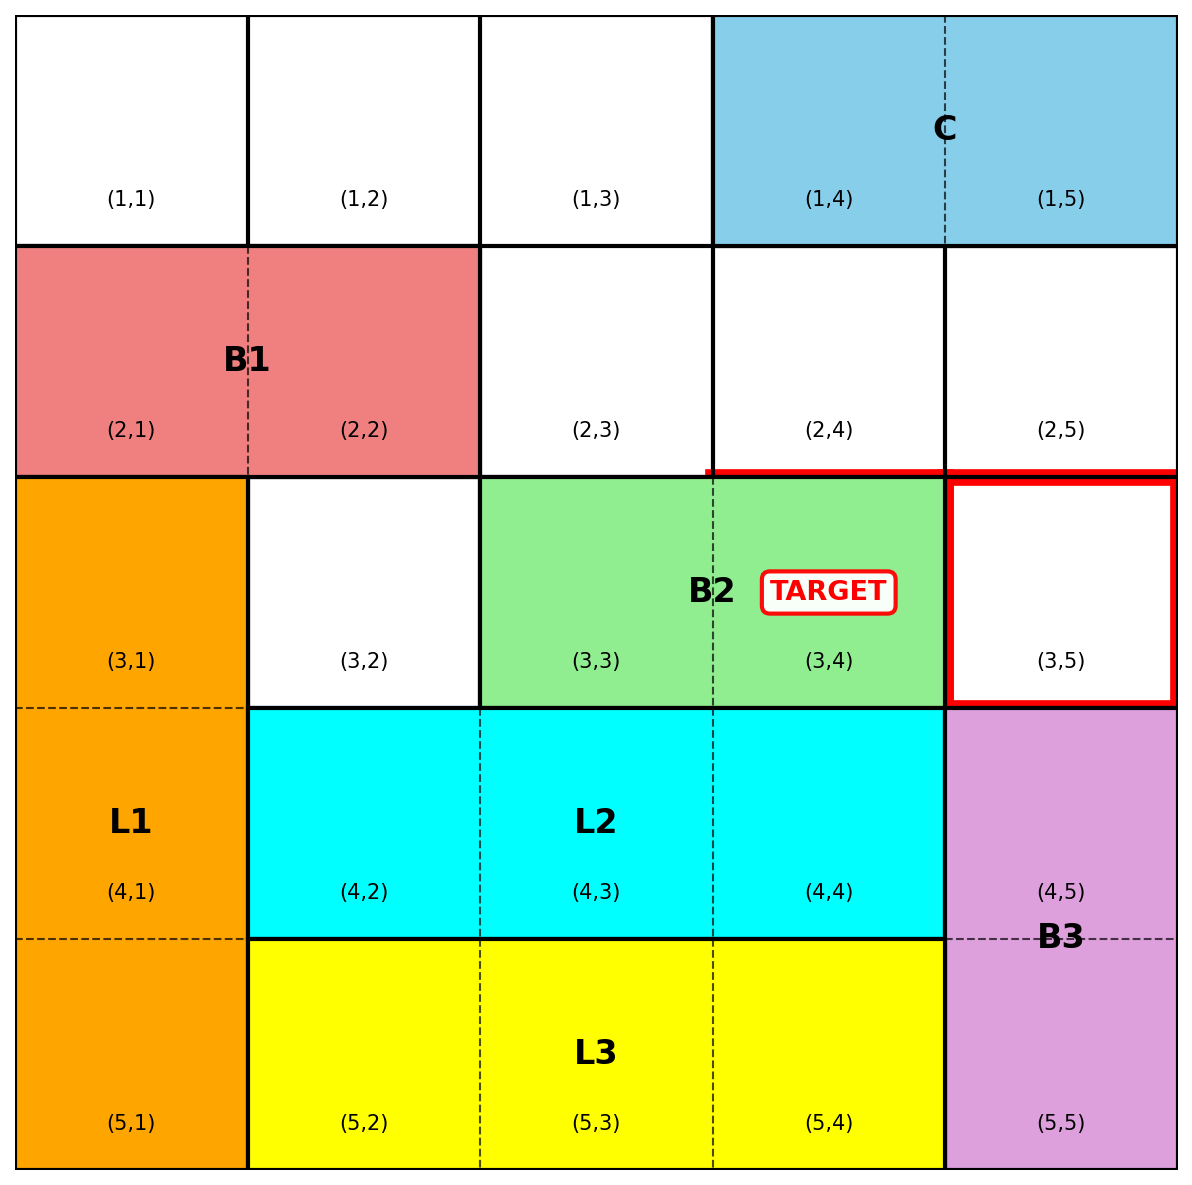 C
(1,1) (1,2) (1,3) (1,4) (1,5)
B1
(2,1) (2,2) (2,3) (2,4) (2,5)
B2 TARGET
(3,1) (3,2) (3,3) (3,4) (3,5)
L1 L2
(4,1) (4,2) (4,3) (4,4) (4,5)
B3
L3
(5,1) (5,2) (5,3) (5,4) (5,5)